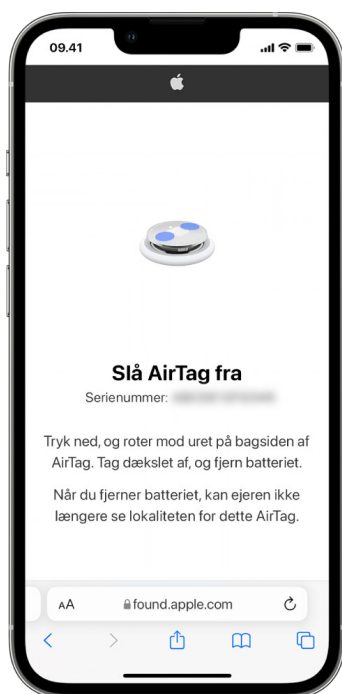 09.41
Slå AirTag fra
Serienummer:
Tryk ned, og roter mod uret på bagsiden af
AirTag. Tag dækslet af, og fjern batteriet.
Når du fjerner batteriet, kan ejeren ikke
længere se lokaliteten for dette AirTag.
AA
found.apple.com